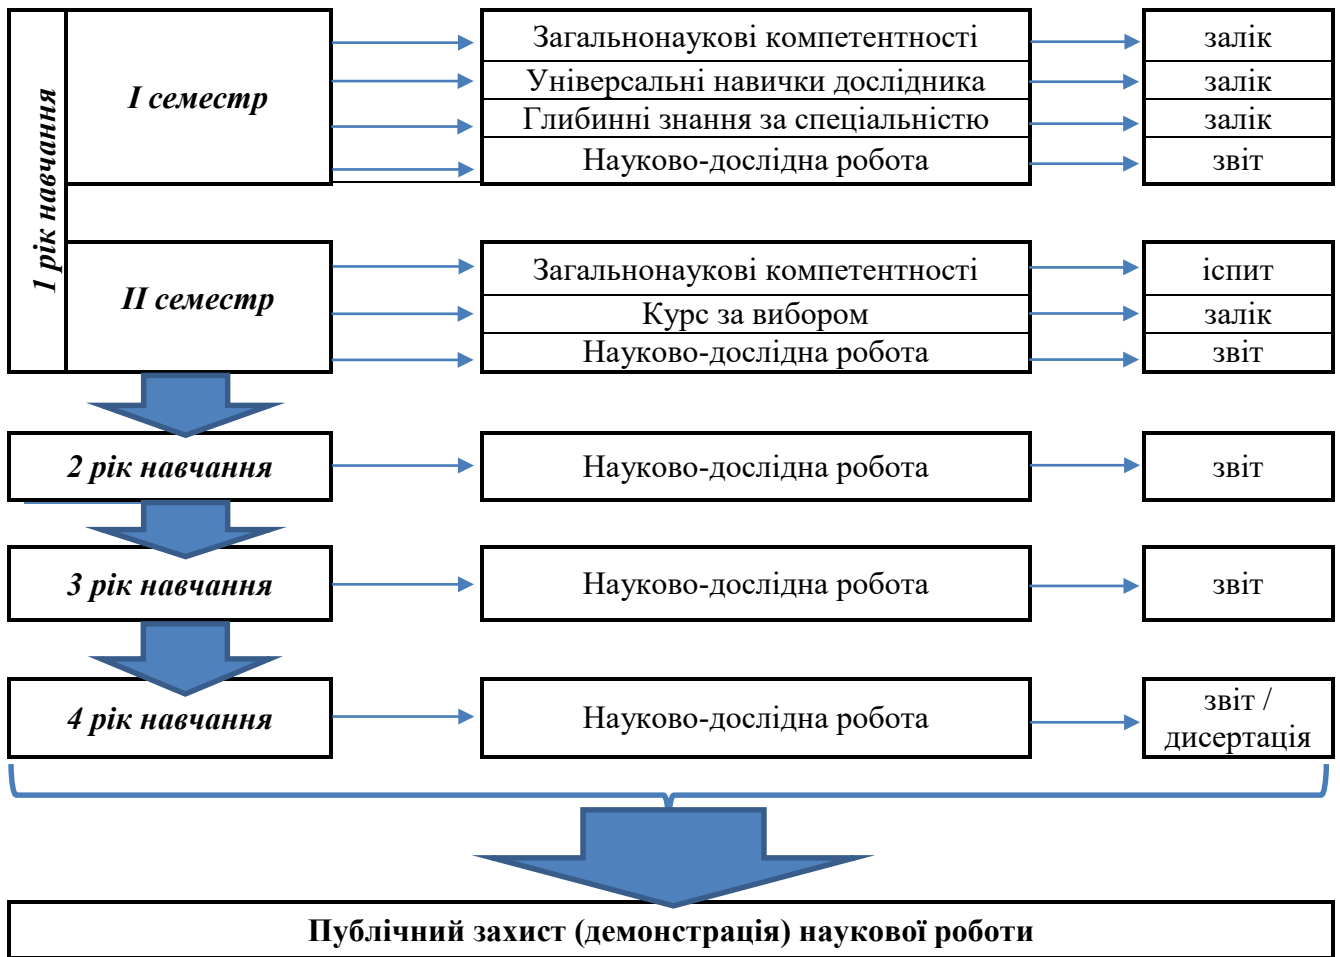 1 рік навчання
І семестр
Загальнонаукові компетентності
залік
Універсальні навички дослідника
залік
Глибинні знання за спеціальністю
залік
Науково-дослідна робота
звіт
ІІ семестр
Загальнонаукові компетентності
іспит
Курс за вибором
залік
Науково-дослідна робота
звіт
2 рік навчання
Науково-дослідна робота
звіт
3 рік навчання
Науково-дослідна робота
звіт
4 рік навчання
Науково-дослідна робота
звіт /
дисертація
Публічний захист (демонстрація) наукової роботи